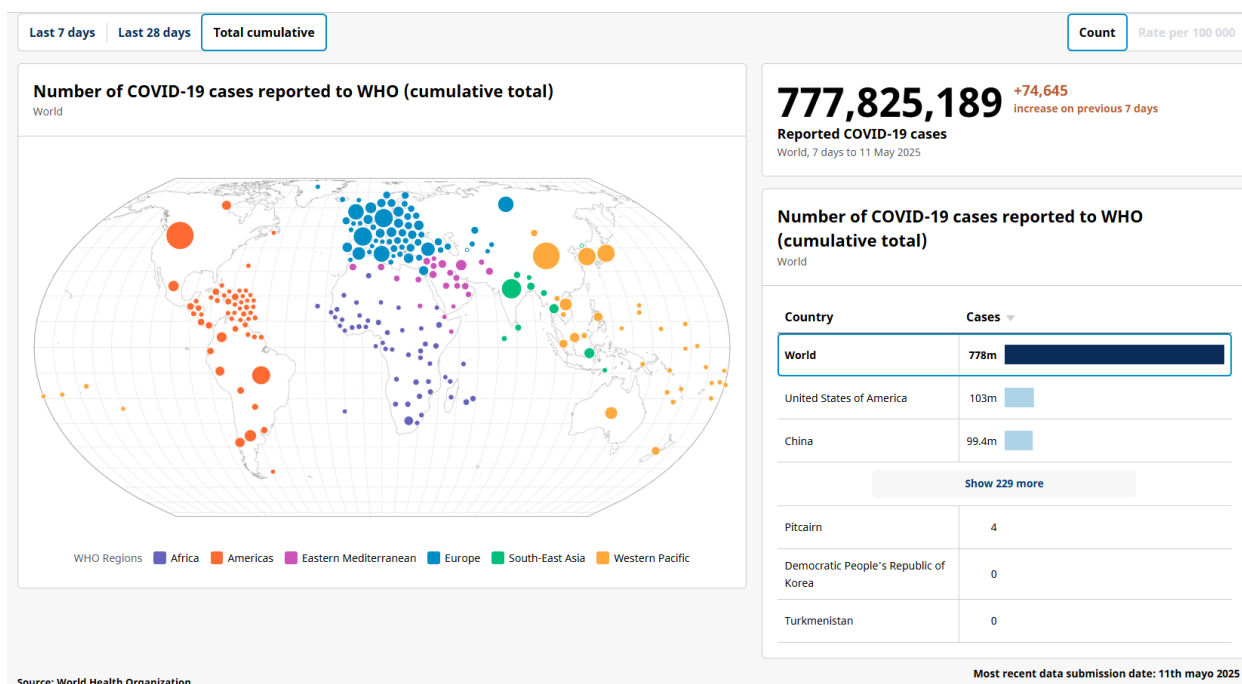 Last 7 days
Last 28 days
Total cumulative
Count
Rate per 100 000
Number of COVID-19 cases reported to WHO (cumulative total)
World
777,825,189
+74,645
increase on previous 7 days
Reported COVID-19 cases
World, 7 days to 11 May 2025
Number of COVID-19 cases reported to WHO
(cumulative total)
World
Country
Cases
World
778m
United States of America
103m
China
99.4m
Show 229 more
Pitcairn
4
Democratic People's Republic of
Korea
0
Turkmenistan
0
WHO Regions
Africa
Americas
Eastern Mediterranean
Europe
South-East Asia
Western Pacific
Most recent data submission date: 11th mayo 2025
Source: World Health Organization